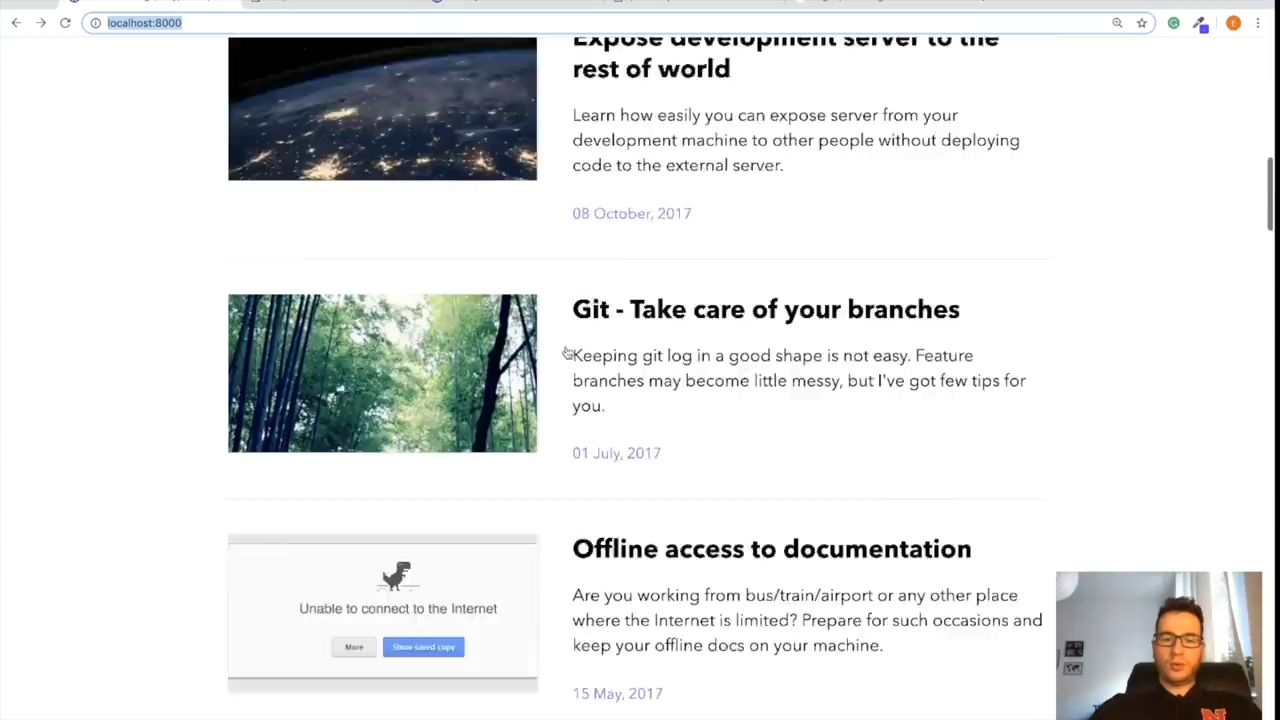 localhost:8000
E
Expose development server to the
rest of world
Learn how easily you can expose server from your
development machine to other people without deploying
code to the external server.
08 October, 2017
Git - Take care of your branches
Keeping git log in a good shape is not easy. Feature
branches may become little messy, but I've got few tips for
you.
01 July, 2017
Unable to connect to the Internet
More
Show saved copy
Offline access to documentation
Are you working from bus/train/airport or any other place
where the Internet is limited? Prepare for such occasions and
keep your offline docs on your machine.
15 May, 2017
N